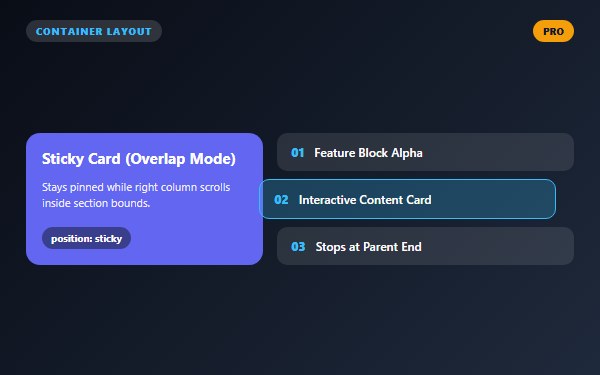 CONTAINER LAYOUT
PRO
Sticky Card (Overlap Mode)
Stays pinned while right column scrolls
inside section bounds.
position: sticky
01 Feature Block Alpha
02 Interactive Content Card
03 Stops at Parent End